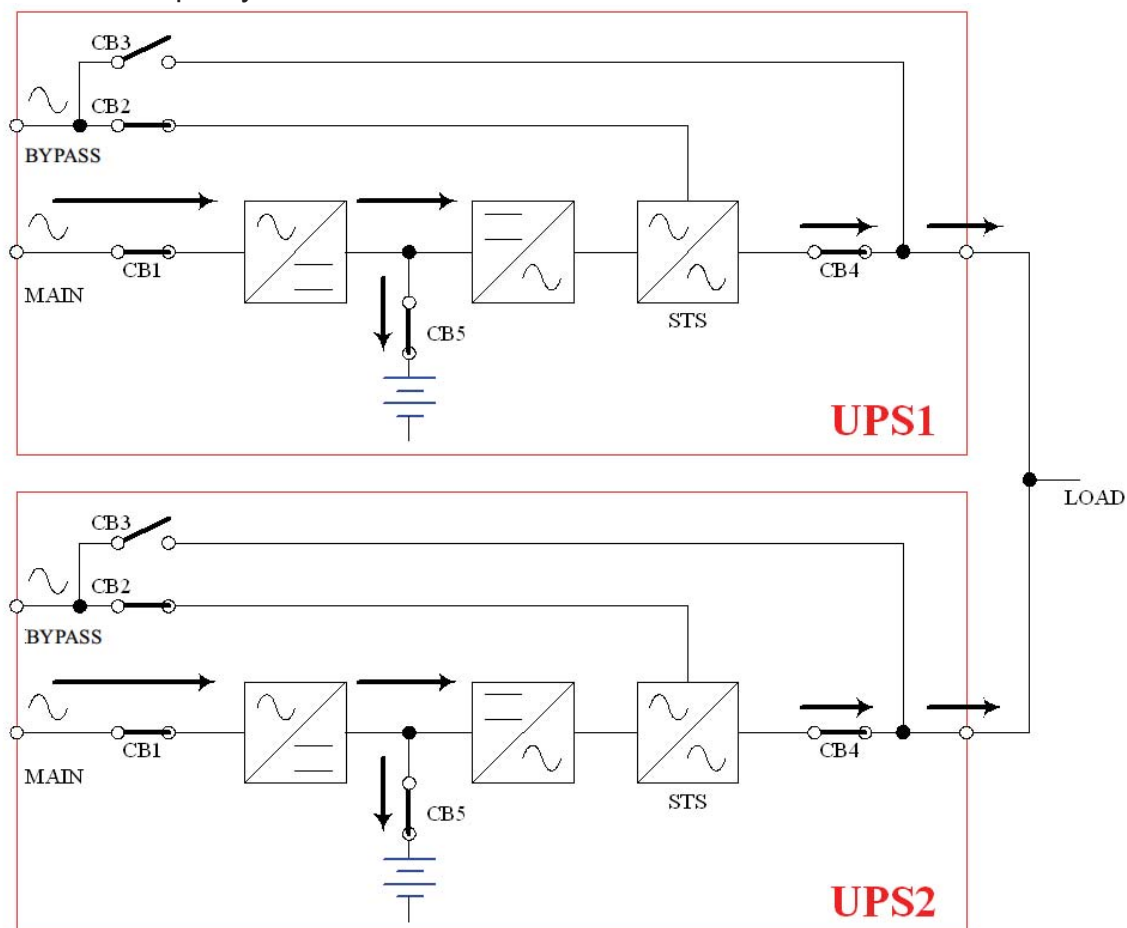 CB3
CB2
BYPASS
CB1
MAIN
CB5
STS
CB4
UPS1
LOAD
CB3
CB2
BYPASS
CB1
MAIN
CB5
STS
CB4
UPS2